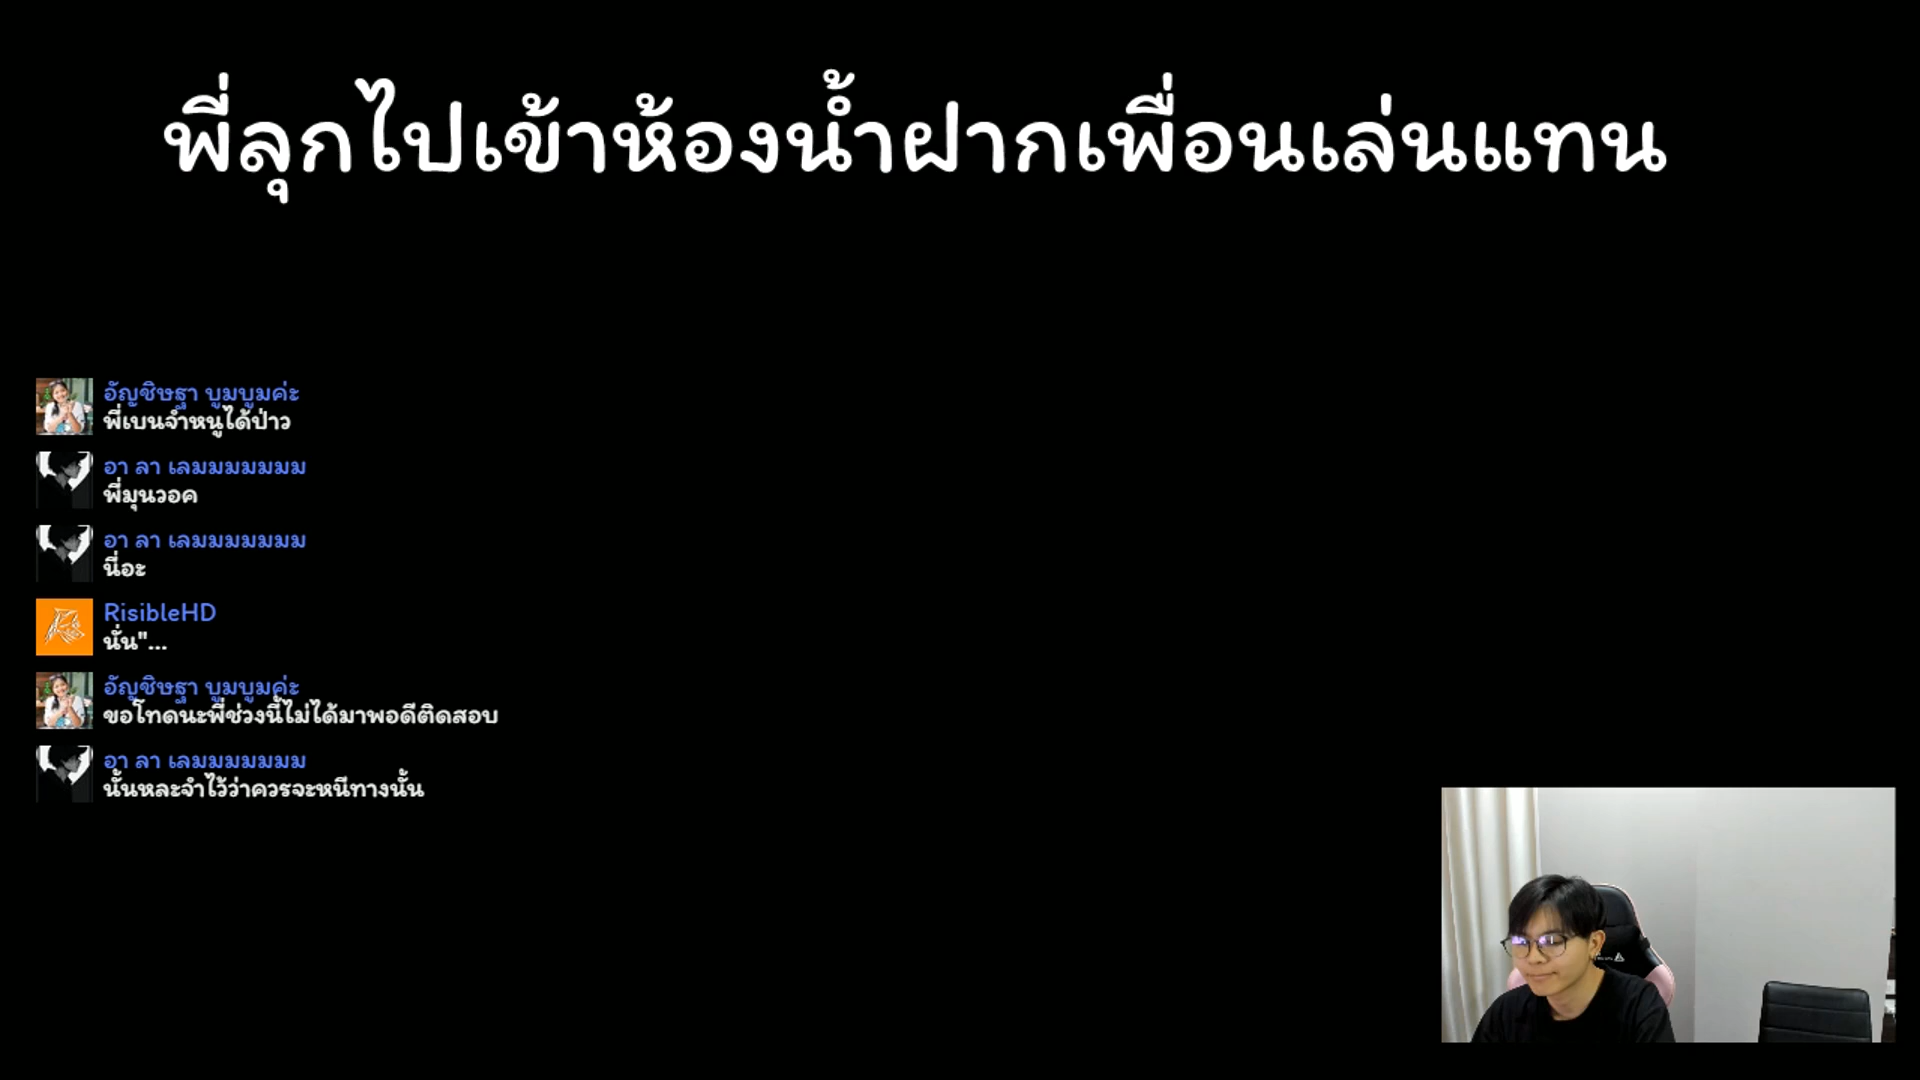 พี่ลุกไปเข้าห้องน้ำฝากเพื่อนเล่นแทน
อัญชิษฐา บูมบูมค่ะ
พี่เบนจำหนูได้ป่าว
อา ลา เลมมมมมมม
พี่มุนวอค
อา ลา เลมมมมมมม
นี่อะ
RisibleHD
นั่น"...
อัญชิษฐา บูมบูมค่ะ
ขอโทดนะพี่ช่วงนี้ไม่ได้มาพอดีติดสอบ
อา ลา เลมมมมมมม
นั้นหละจำไว้ว่าควรจะหนีทางนั้น